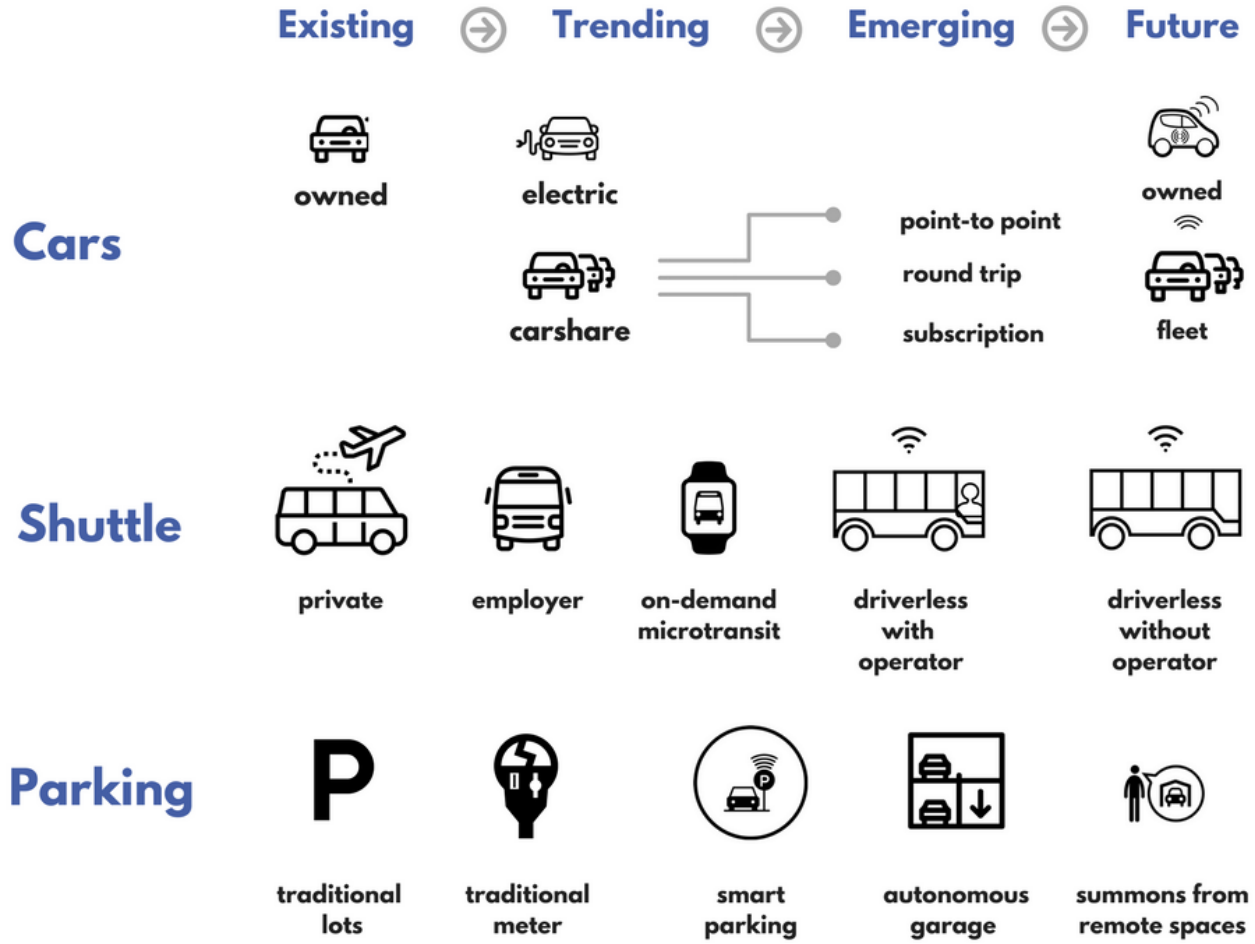 Existing Trending Emerging Future
Cars
owned
electric
carshare
point-to point
round trip
subscription
owned
fleet
Shuttle
private
employer
on-demand
microtransit
driverless
with
operator
driverless
without
operator
Parking
P
traditional
lots
traditional
meter
P
smart
parking
autonomous
garage
summons from
remote spaces